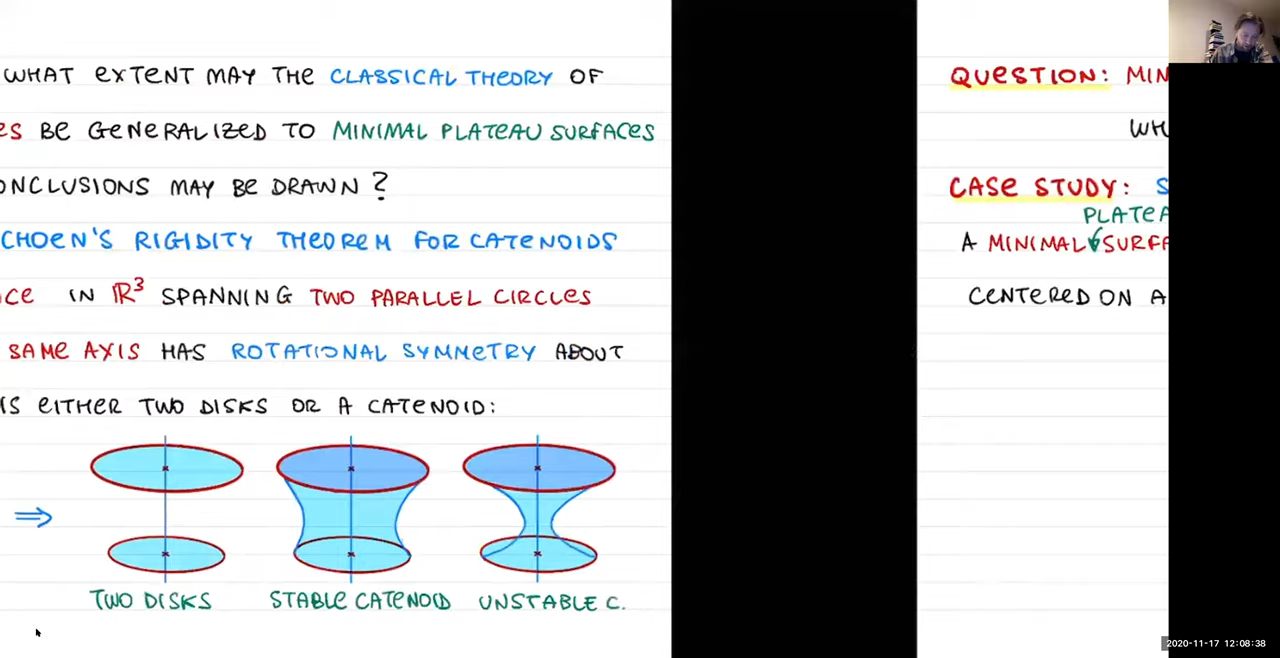 WHAT EXTENT MAY THE CLASSICAL THEORY OF
ES BE GENERALIZED TO MINIMAL PLATEAU SURFACES
ONCLUSIONS MAY BE DRAWN ?
CHOEN'S RIGIDITY THEOREM FOR CATENOIDS
CE IN ℝ³ SPANNING TWO PARALLEL CIRCLES
SAME AXIS HAS ROTATIONAL SYMMETRY ABOUT
IS EITHER TWO DISKS OR A CATENOID:
⇒
TWO DISKS STABLE CATENOID UNSTABLE C.
QUESTION: MIN
WH
CASE STUDY: S
PLATEA
A MINIMAL SURFA
CENTERED ON A
2020-11-17 12:08:38